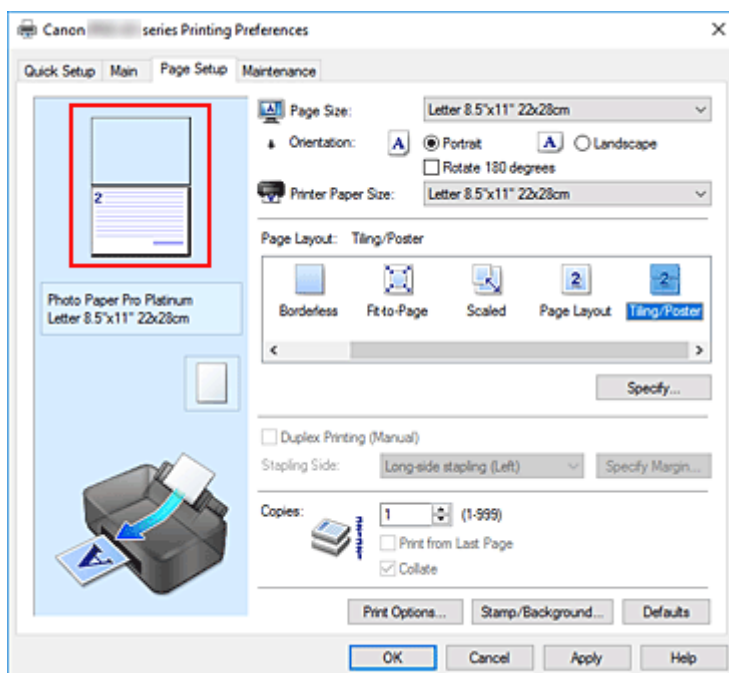 Canon series Printing Preferences
Quick Setup Main Page Setup Maintenance
2
Photo Paper Pro Platinum
Letter 8.5"x11" 22x28cm
A
Page Size: Letter 8.5"x11" 22x28cm
Orientation: A Portrait A Landscape
Rotate 180 degrees
Printer Paper Size: Letter 8.5"x11" 22x28cm
Page Layout: Tiling/Poster
2 2
Borderless Fit-to-Page Scaled Page Layout Tiling/Poster
Specify...
Duplex Printing (Manual)
Stapling Side: Long-side stapling (Left) Specify Margin...
Copies: 1 (1-999)
Print from Last Page
Collate
Print Options... Stamp/Background... Defaults
OK Cancel Apply Help